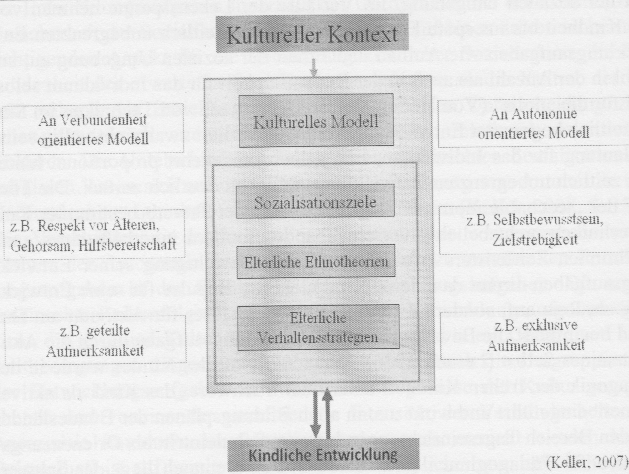 Kultureller Kontext
An Verbundenheit
orientiertes Modell
Kulturelles Modell
An Autonomie
orientiertes Modell
z.B. Respekt vor Älteren,
Gehorsam, Hilfsbereitschaft
Sozialisationsziele
z.B. Selbstbewusstsein,
Zielstrebigkeit
Elterliche Ethnotheorien
z.B. geteilte
Aufmerksamkeit
Elterliche
Verhaltensstrategien
z.B. exklusive
Aufmerksamkeit
Kindliche Entwicklung
(Keller, 2007)